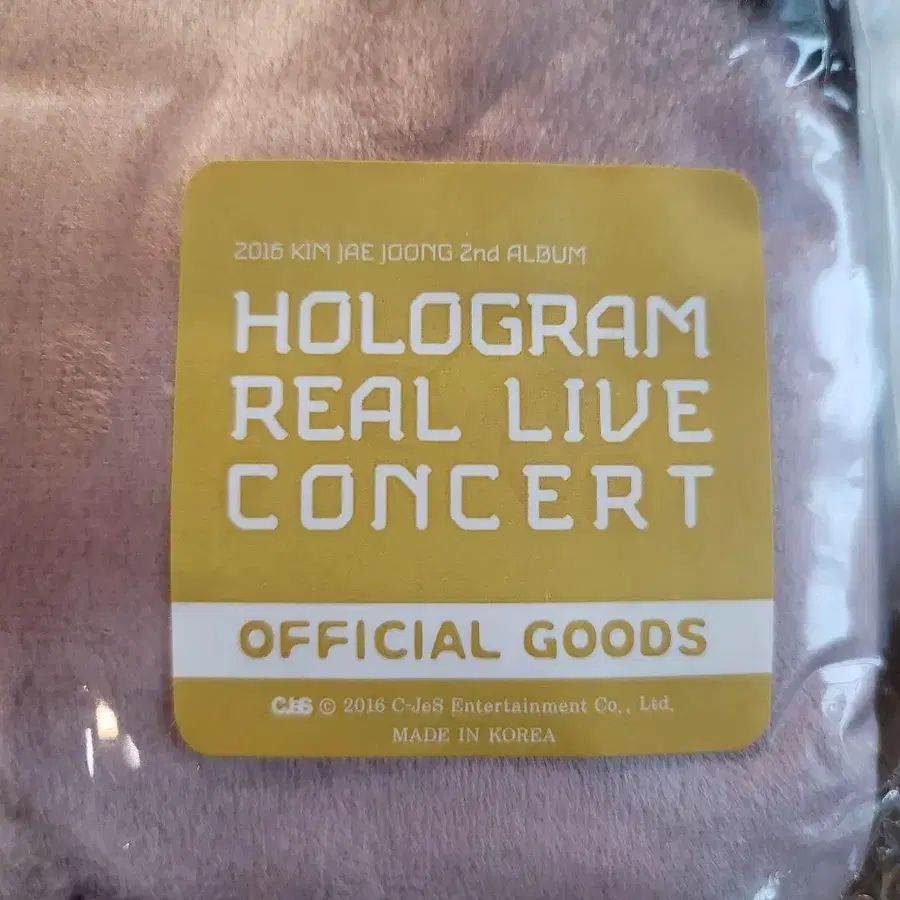 2016 KIM JAE JOONG 2nd ALBUM
HOLOGRAM
REAL LIVE
CONCERT
OFFICIAL GOODS
CJeS © 2016 C-JeS Entertainment Co., Ltd.
MADE IN KOREA